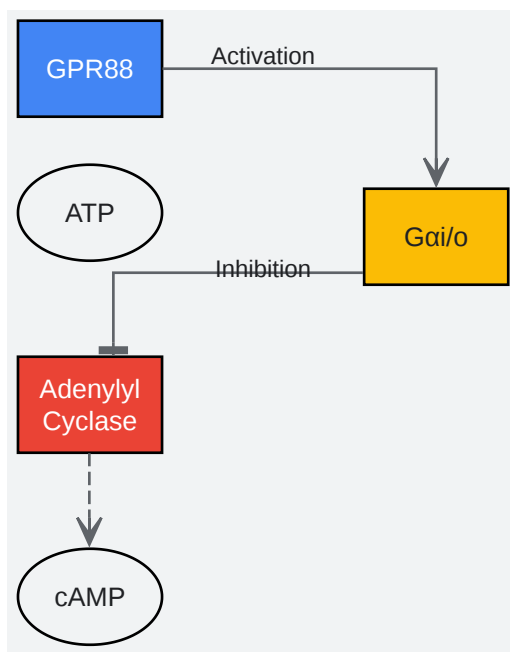 GPR88
Activation
ATP
Gαi/o
Inhibition
Adenylyl
Cyclase
cAMP